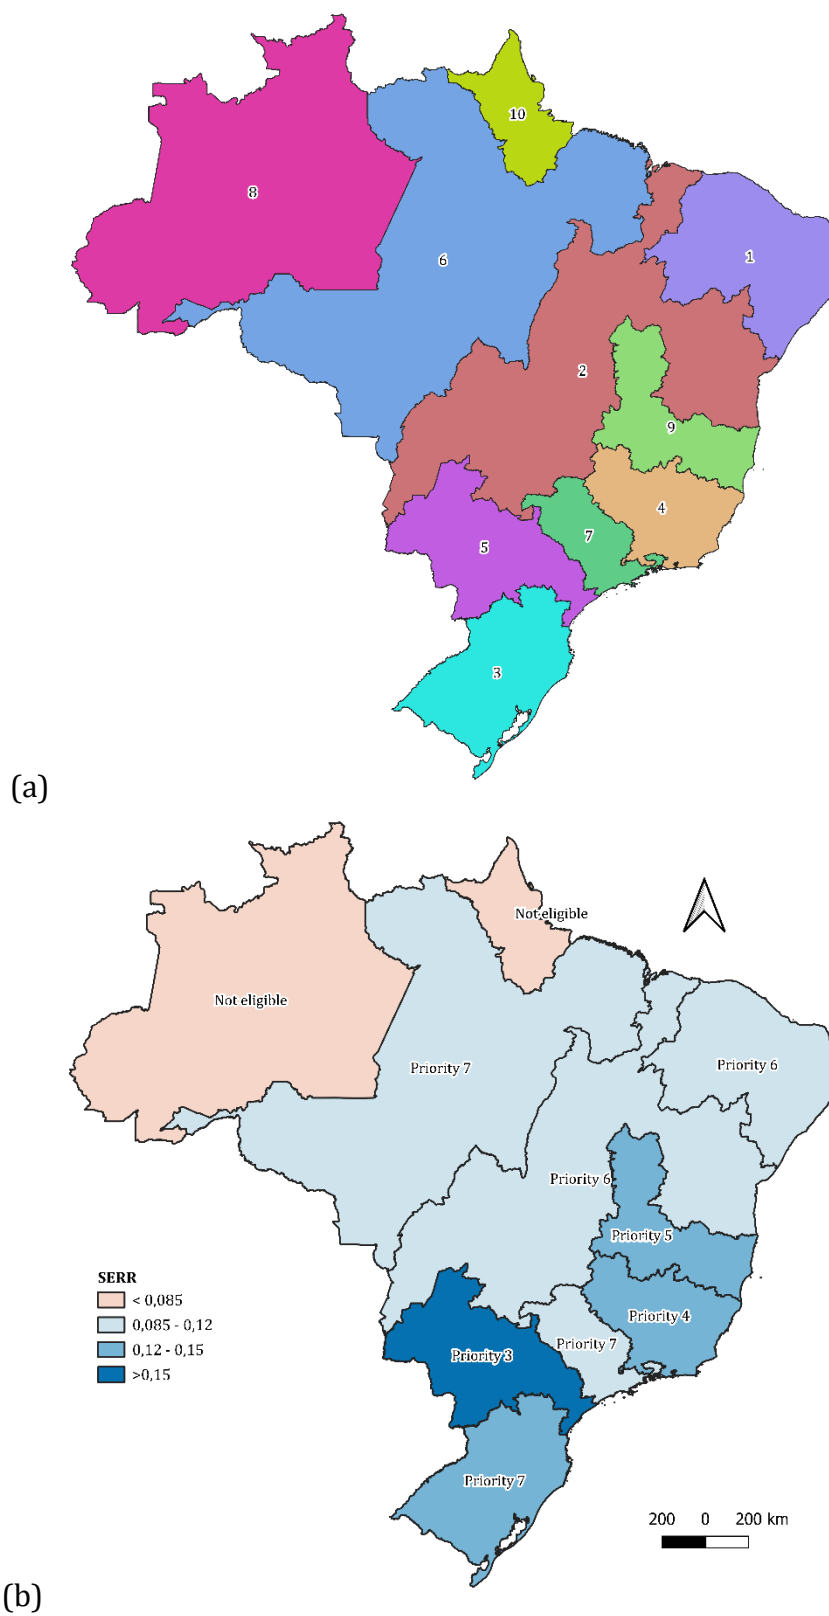 10
8
1
6
2
9
4
7
5
3
(a)
Not eligible
Not eligible
Priority 7
Priority 6
Priority 6
Priority 5
SERR
< 0,085
0,085 - 0,12
0,12 - 0,15
>0,15
Priority 4
Priority 7
Priority 3
Priority 7
200 0 200 km
(b)